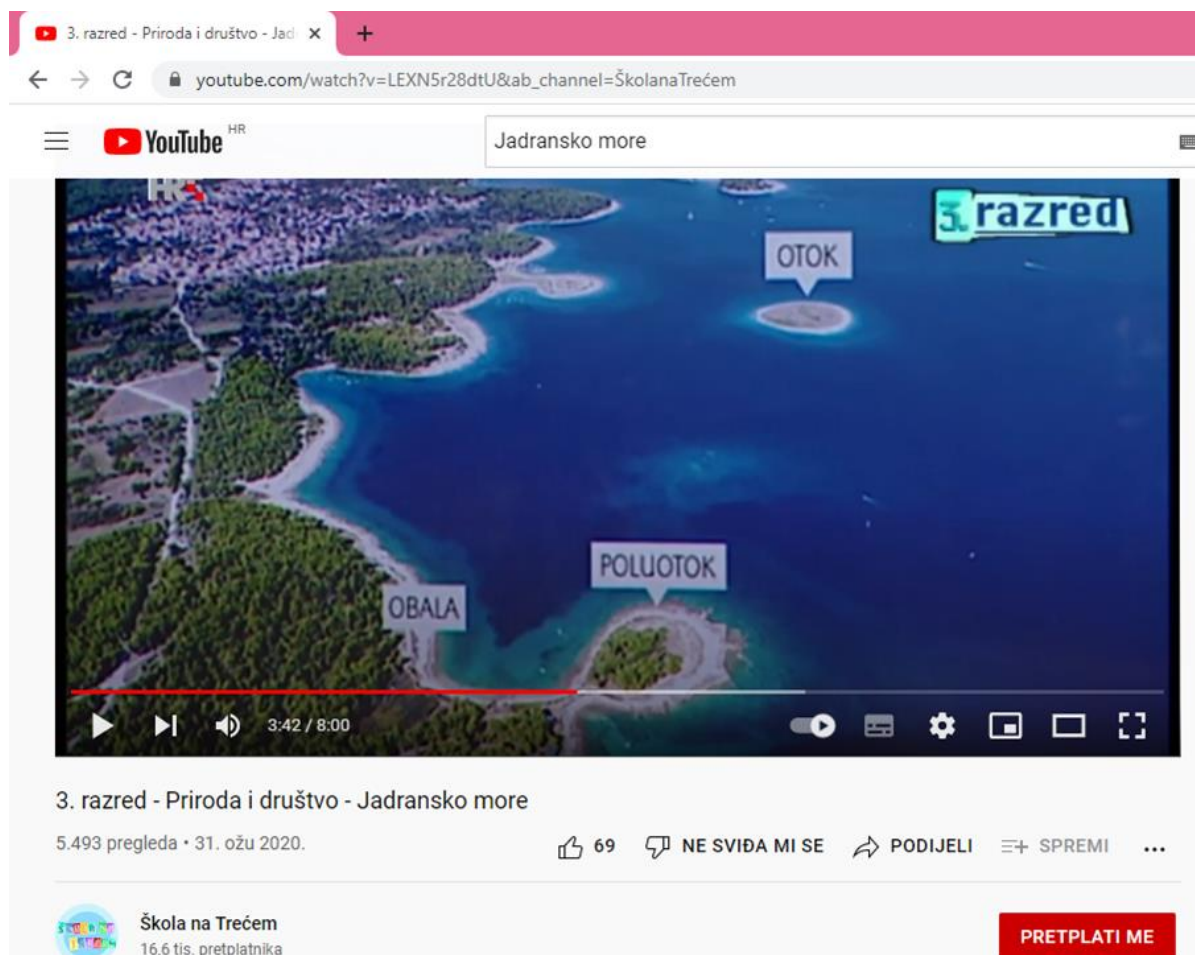 3. razred - Priroda i društvo - Jad
youtube.com/watch?v=LEXN5r28dtU&ab_channel=ŠkolanaTrećem
YouTube HR
Jadransko more
HRT
3. razred
OTOK
POLUOTOK
OBALA
3:42 / 8:00
3. razred - Priroda i društvo - Jadransko more
5.493 pregleda • 31. ožu 2020.
69 NE SVIĐA MI SE PODIJELI SPREMI
Škola na Trećem
16,6 tis. pretplatnika
PRETPLATI ME